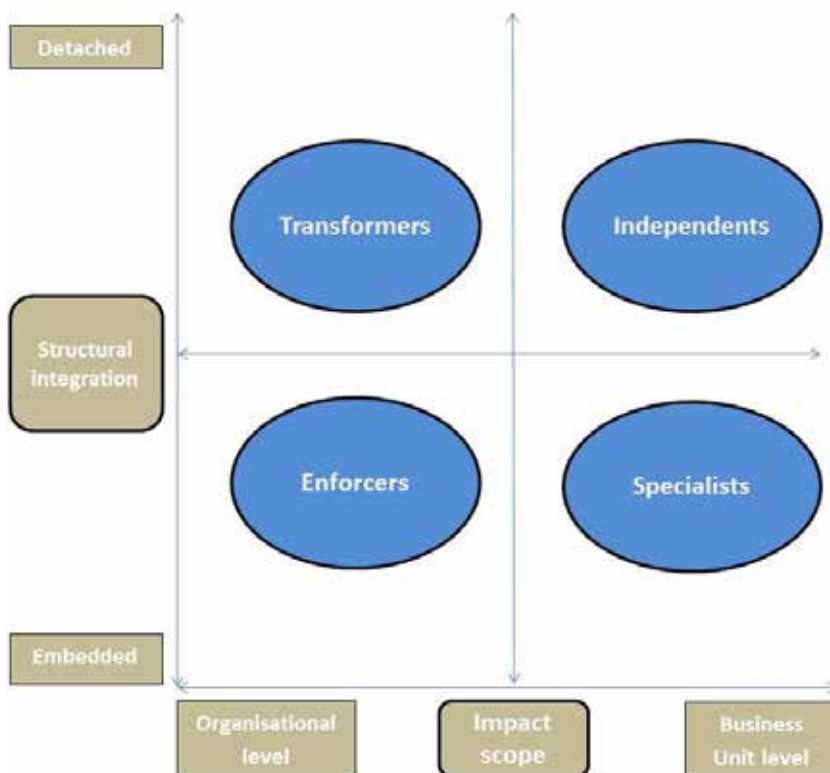 Detached
Transformers
Independents
Structural
integration
Enforcers
Specialists
Embedded
Organisational
level
Impact
scope
Business
Unit level